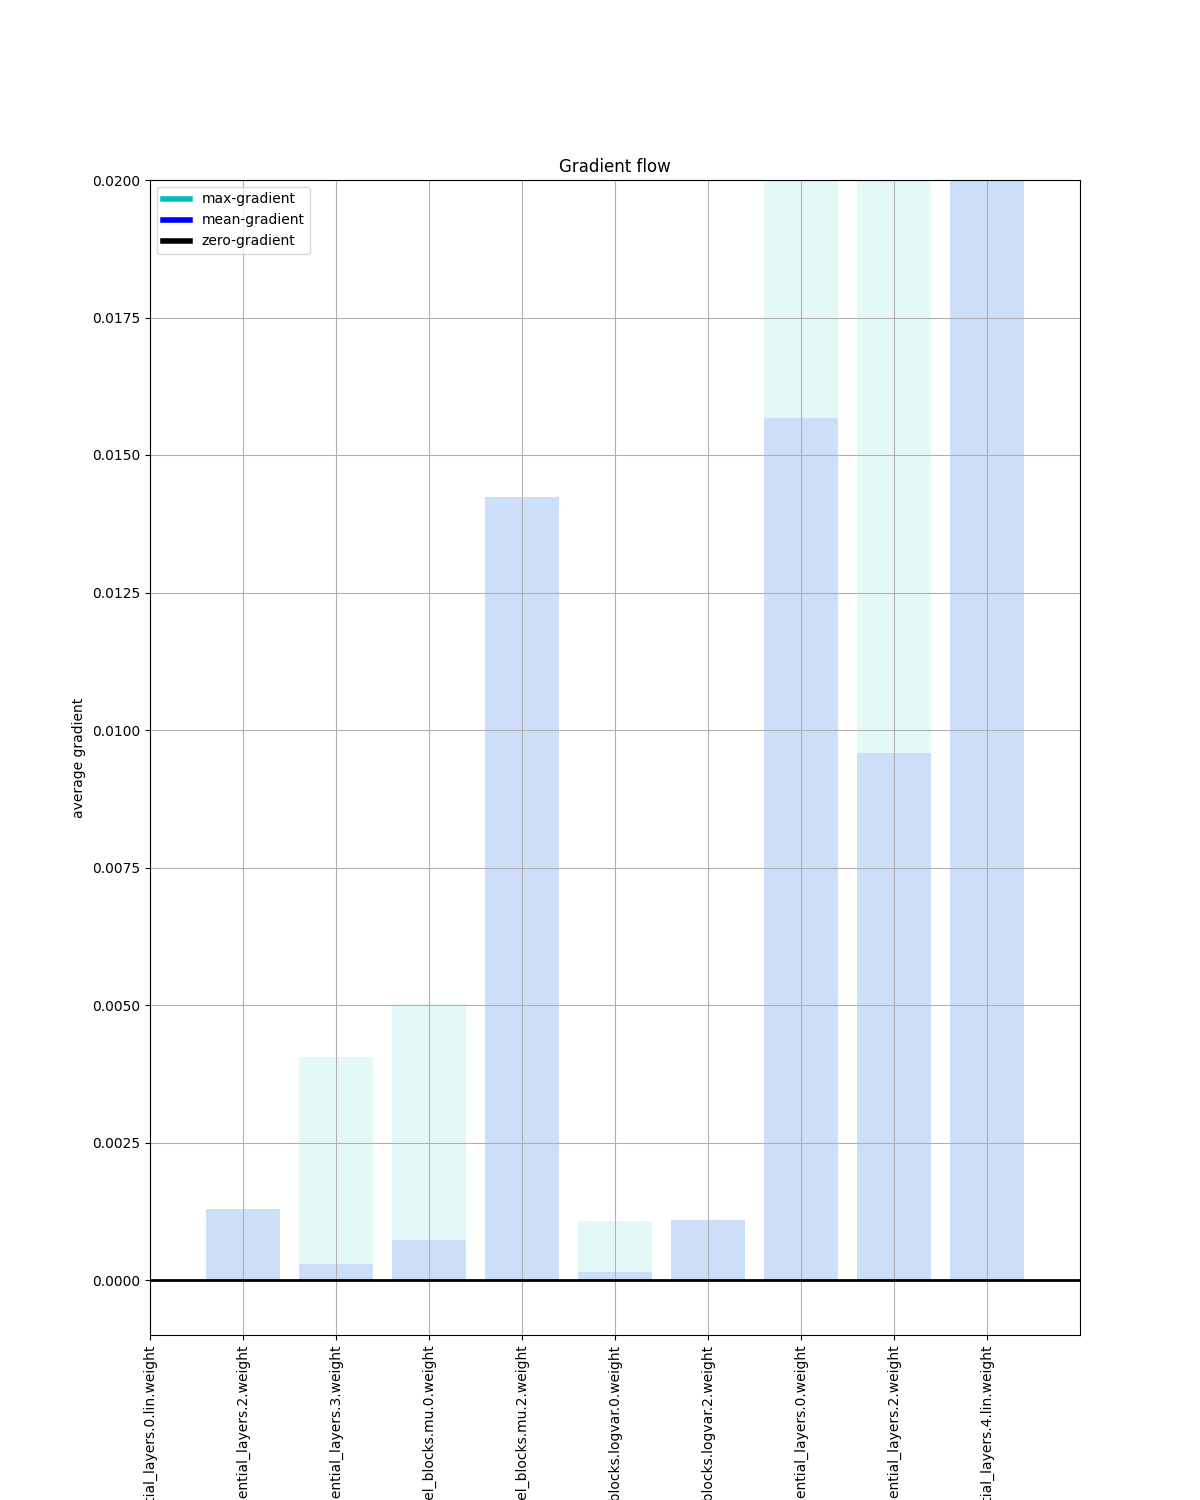 Gradient flow
max-gradient
mean-gradient
zero-gradient
0.0200
0.0175
0.0150
0.0125
0.0100
0.0075
0.0050
0.0025
0.0000
average gradient
tial_layers.0.lin.weight
ential_layers.2.weight
ential_layers.3.weight
el_blocks.mu.0.weight
el_blocks.mu.2.weight
blocks.logvar.0.weight
blocks.logvar.2.weight
ential_layers.0.weight
ential_layers.2.weight
tial_layers.4.lin.weight